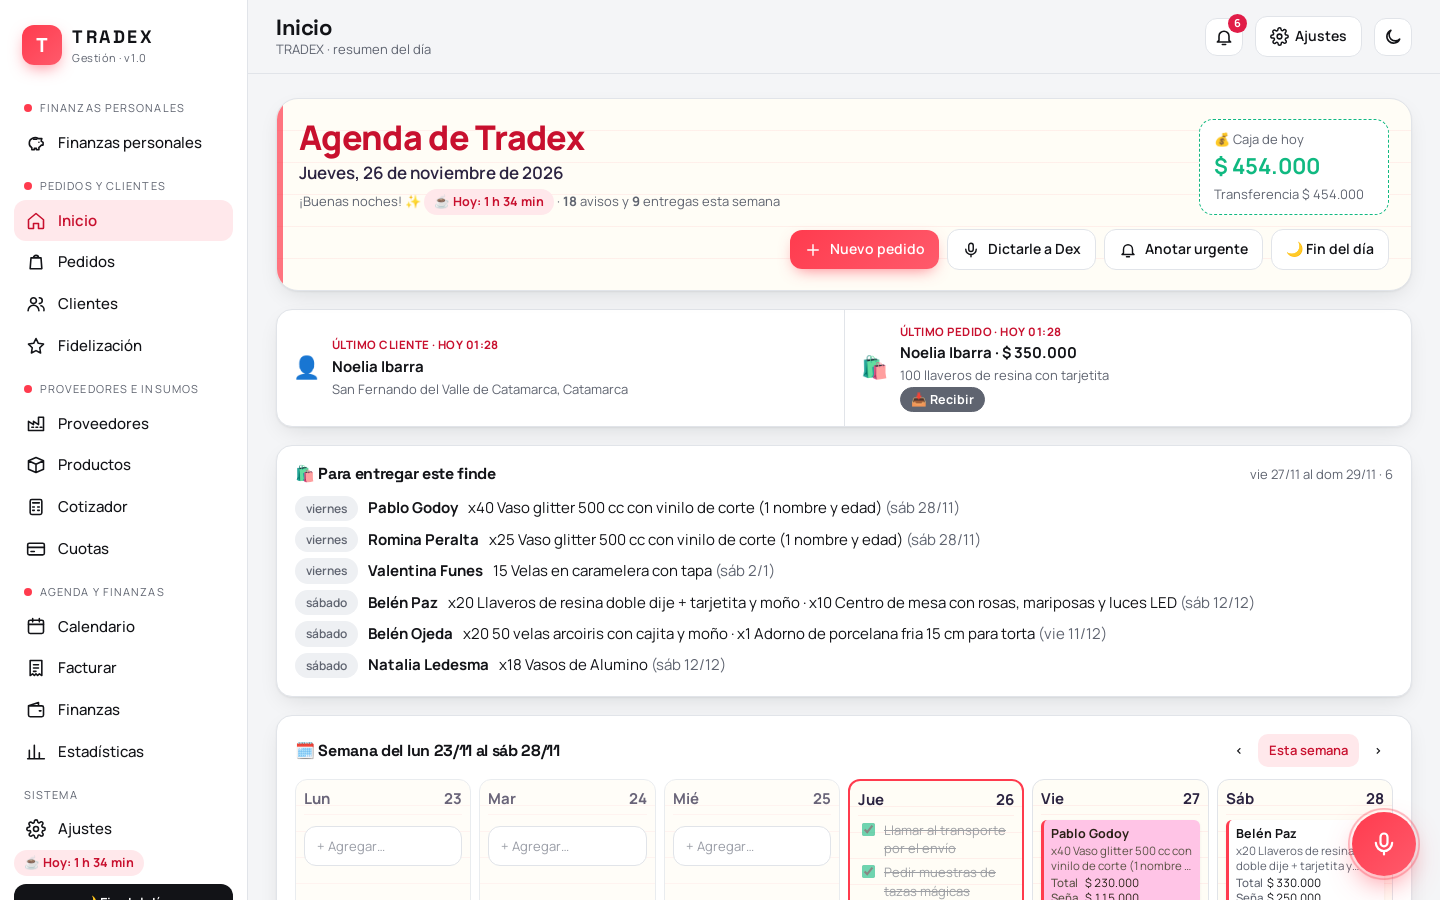 T
TRADEX
Gestión · v1.0
FINANZAS PERSONALES
Finanzas personales
PEDIDOS Y CLIENTES
Inicio
Pedidos
Clientes
Fidelización
PROVEEDORES E INSUMOS
Proveedores
Productos
Cotizador
Cuotas
AGENDA Y FINANZAS
Calendario
Facturar
Finanzas
Estadísticas
SISTEMA
Ajustes
☕ Hoy: 1 h 34 min
Inicio
TRADEX · resumen del día
6
Ajustes
Agenda de Tradex
Jueves, 26 de noviembre de 2026
¡Buenas noches! ✨ ☕ Hoy: 1 h 34 min · 18 avisos y 9 entregas esta semana
💰 Caja de hoy
$ 454.000
Transferencia $ 454.000
Nuevo pedido
Dictarle a Dex
Anotar urgente
🌙 Fin del día
ÚLTIMO CLIENTE · HOY 01:28
Noelia Ibarra
San Fernando del Valle de Catamarca, Catamarca
ÚLTIMO PEDIDO · HOY 01:28
Noelia Ibarra · $ 350.000
100 llaveros de resina con tarjetita
📥 Recibir
🛍️ Para entregar este finde
vie 27/11 al dom 29/11 · 6
viernes Pablo Godoy x40 Vaso glitter 500 cc con vinilo de corte (1 nombre y edad) (sáb 28/11)
viernes Romina Peralta x25 Vaso glitter 500 cc con vinilo de corte (1 nombre y edad) (sáb 28/11)
viernes Valentina Funes 15 Velas en caramelera con tapa (sáb 2/1)
sábado Belén Paz x20 Llaveros de resina doble dije + tarjetita y moño · x10 Centro de mesa con rosas, mariposas y luces LED (sáb 12/12)
sábado Belén Ojeda x20 50 velas arcoiris con cajita y moño · x1 Adorno de porcelana fria 15 cm para torta (vie 11/12)
sábado Natalia Ledesma x18 Vasos de Alumino (sáb 12/12)
🗓️ Semana del lun 23/11 al sáb 28/11
‹ Esta semana ›
Lun 23
+ Agregar...
Mar 24
+ Agregar...
Mié 25
+ Agregar...
Jue 26
Llamar al transporte
por el envío
Pedir muestras de
tazas mágicas
Vie 27
Pablo Godoy
x40 Vaso glitter 500 cc con
vinilo de corte (1 nombre ...
Total $ 230.000
Seña $ 115.000
Sáb 28
Belén Paz
x20 Llaveros de resina
doble dije + tarjetita y...
Total $ 330.000
Seña $ 250.000